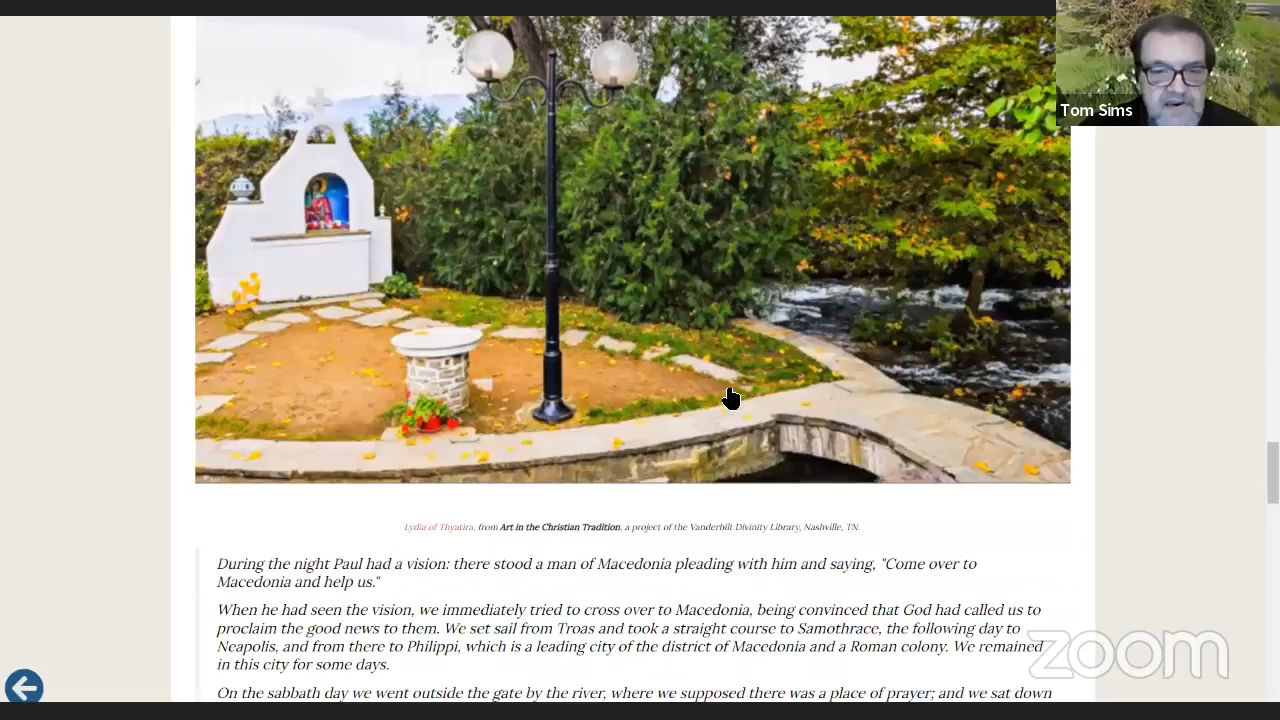 Tom Sims
Lydia of Thyatira, from Art in the Christian Tradition, a project of the Vanderbilt Divinity Library, Nashville, TN.
During the night Paul had a vision: there stood a man of Macedonia pleading with him and saying, "Come over to
Macedonia and help us."
When he had seen the vision, we immediately tried to cross over to Macedonia, being convinced that God had called us to
proclaim the good news to them. We set sail from Troas and took a straight course to Samothrace, the following day to
Neapolis, and from there to Philippi, which is a leading city of the district of Macedonia and a Roman colony. We remained
in this city for some days.
On the sabbath day we went outside the gate by the river, where we supposed there was a place of prayer; and we sat down
zoom